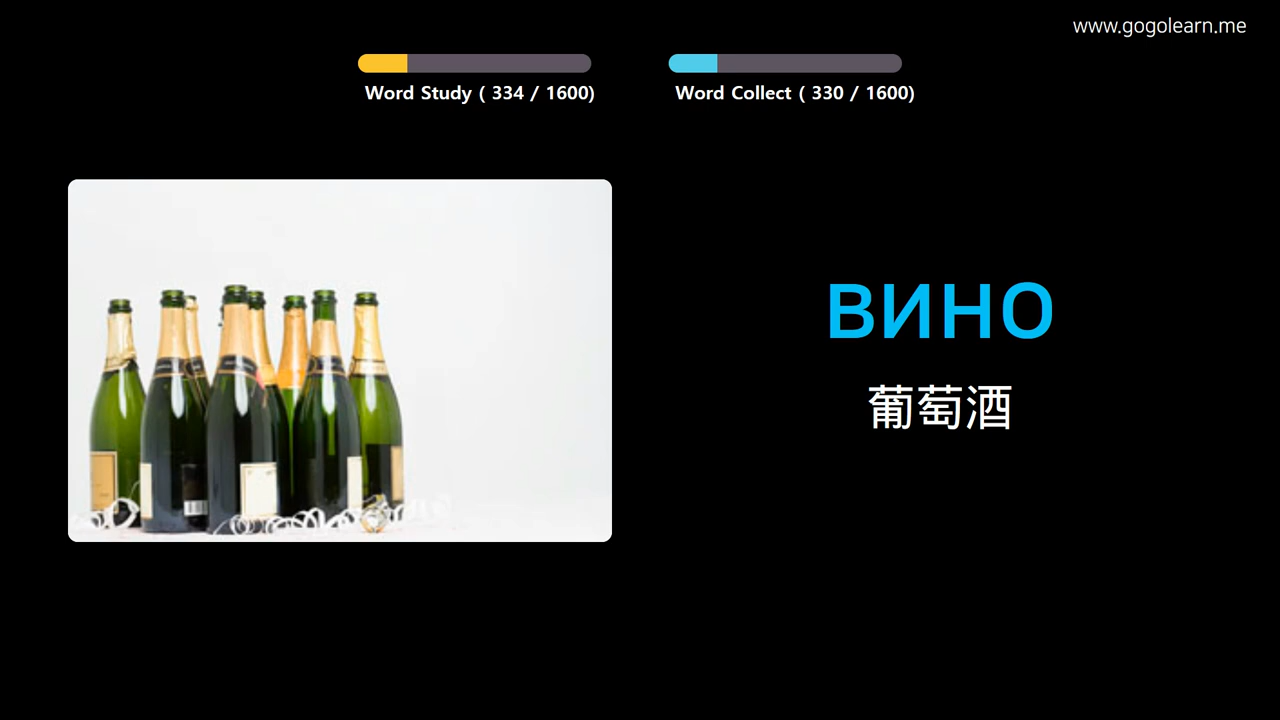 www.gogolearn.me
Word Study ( 334 / 1600)
Word Collect ( 330 / 1600)
вино
葡萄酒